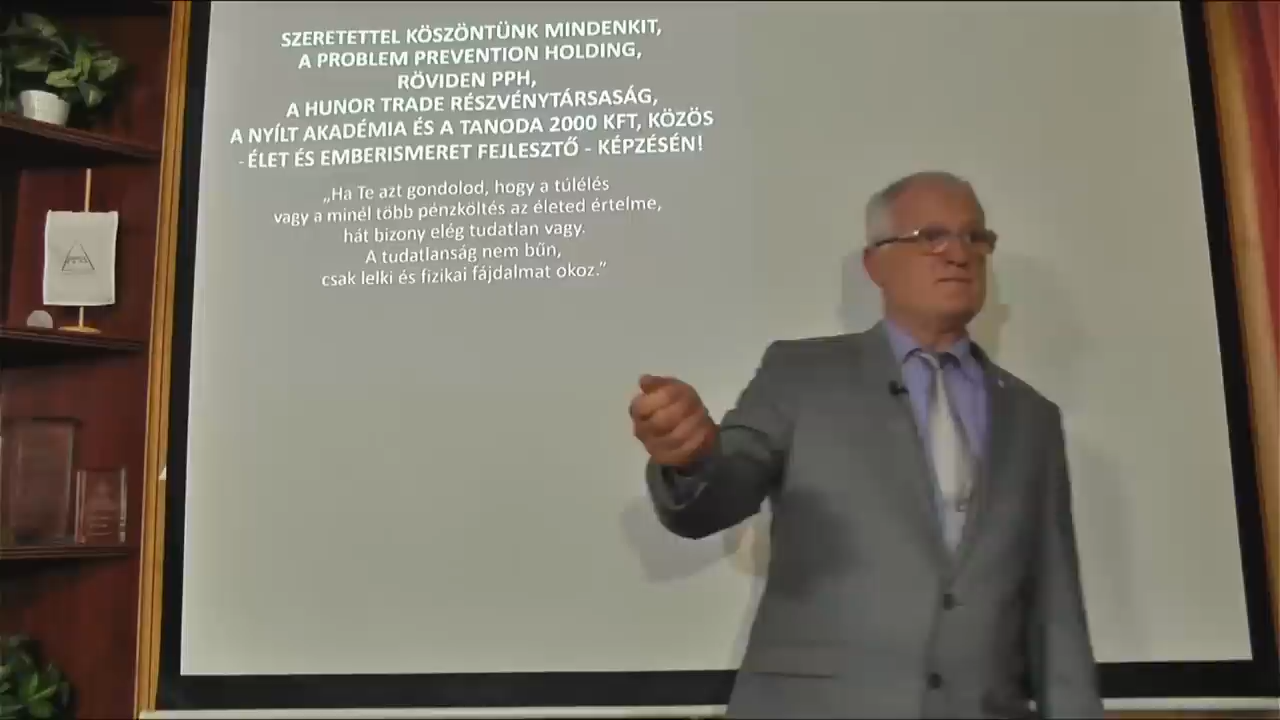 SZERETETTEL KÖSZÖNTÜNK MINDENKIT,
A PROBLEM PREVENTION HOLDING,
RÖVIDEN PPH,
A HUNOR TRADE RÉSZVÉNYTÁRSASÁG,
A NYÍLT AKADÉMIA ÉS A TANODA 2000 KFT, KÖZÖS
- ÉLET ÉS EMBERISMERET FEJLESZTŐ - KÉPZÉSÉN!
„Ha Te azt gondolod, hogy a túlélés
vagy a minél több pénzköltés az életed értelme,
hát bizony elég tudatlan vagy.
A tudatlanság nem bűn,
csak lelki és fizikai fájdalmat okoz.”